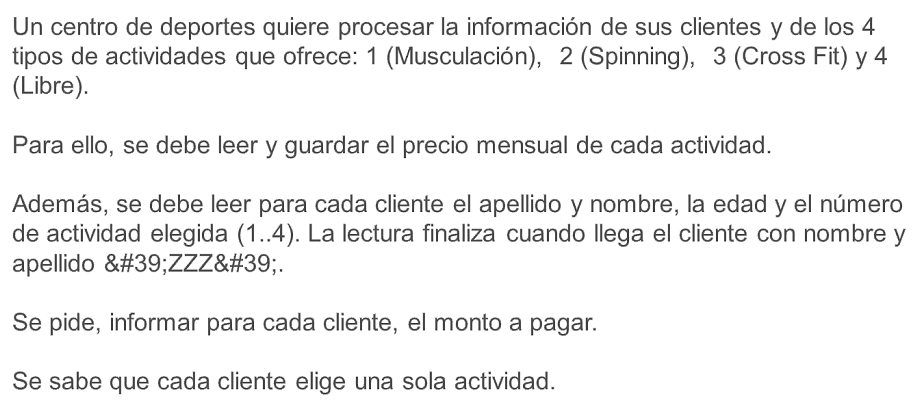 Un centro de deportes quiere procesar la información de sus clientes y de los 4
tipos de actividades que ofrece: 1 (Musculación),  2 (Spinning),  3 (Cross Fit) y 4
(Libre).
Para ello, se debe leer y guardar el precio mensual de cada actividad.
Además, se debe leer para cada cliente el apellido y nombre, la edad y el número
de actividad elegida (1..4). La lectura finaliza cuando llega el cliente con nombre y
apellido &#39;ZZZ&#39;.
Se pide, informar para cada cliente, el monto a pagar.
Se sabe que cada cliente elige una sola actividad.